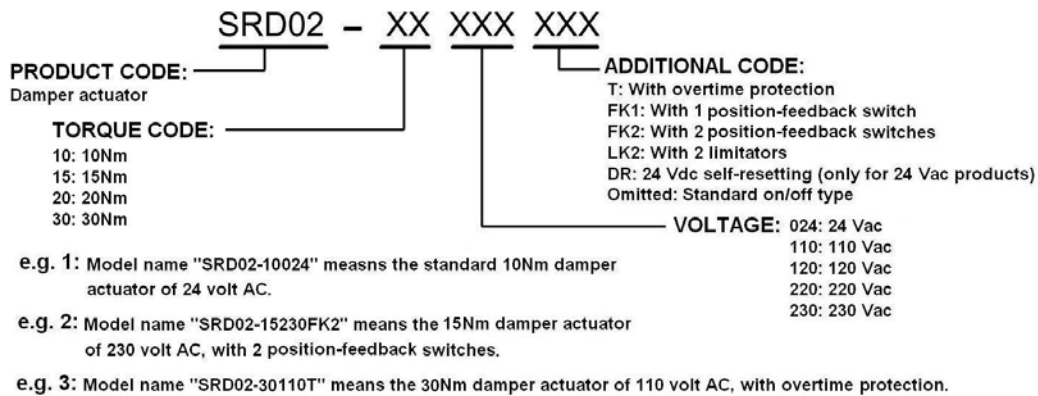 SRD02 – XX XXX XXX
PRODUCT CODE:
Damper actuator
TORQUE CODE:
10: 10Nm
15: 15Nm
20: 20Nm
30: 30Nm
ADDITIONAL CODE:
T: With overtime protection
FK1: With 1 position-feedback switch
FK2: With 2 position-feedback switches
LK2: With 2 limitators
DR: 24 Vdc self-resetting (only for 24 Vac products)
Omitted: Standard on/off type
VOLTAGE: 024: 24 Vac
110: 110 Vac
120: 120 Vac
220: 220 Vac
230: 230 Vac
e.g. 1: Model name "SRD02-10024" measns the standard 10Nm damper
actuator of 24 volt AC.
e.g. 2: Model name "SRD02-15230FK2" means the 15Nm damper actuator
of 230 volt AC, with 2 position-feedback switches.
e.g. 3: Model name "SRD02-30110T" means the 30Nm damper actuator of 110 volt AC, with overtime protection.